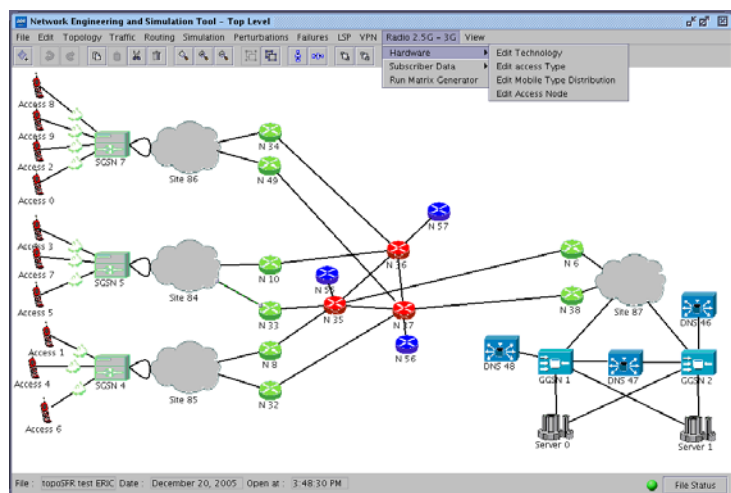 Network Engineering and Simulation Tool - Top Level
File Edit Topology Traffic Routing Simulation Perturbations Failures LSP VPN Radio 2.5G - 3G View
Hardware
Subscriber Data
Run Matrix Generator
Edit Technology
Edit access Type
Edit Mobile Type Distribution
Edit Access Node
Access 8
Access 9
Access 2
Access 0
SGSN 7
Site 86
N 34
N 49
N 57
N 36
Access 3
Access 7
Access 5
SGSN 5
Site 84
N 10
N 33
N 35
N 37
N 6
N 38
Site 87
Access 1
Access 4
Access 6
SGSN 4
Site 85
N 8
N 32
N 56
DNS 46
DNS 48
GGSN 1
DNS 47
GGSN 2
Server 0
Server 1
File : topoSFR test ERIC Date : December 20, 2005 Open at : 3:48:30 PM
File Status